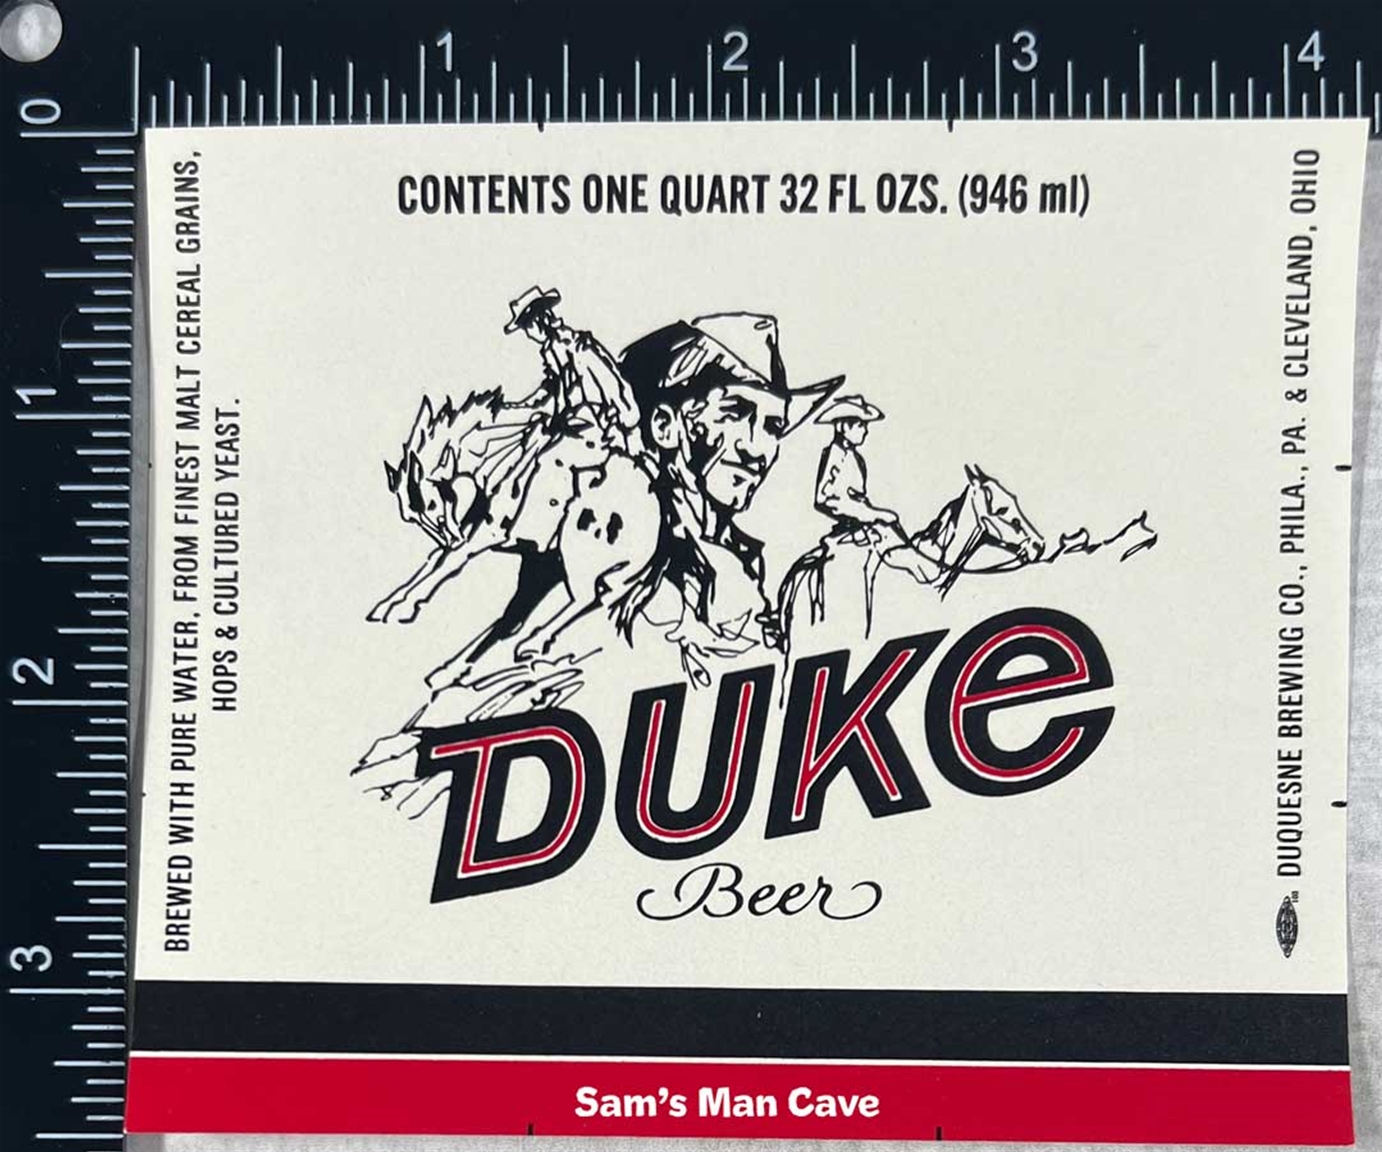 1 2 3 4
0
1
2
3
CONTENTS ONE QUART 32 FL OZS. (946 ml)
BREWED WITH PURE WATER, FROM FINEST MALT CEREAL GRAINS,
HOPS & CULTURED YEAST.
DUKE
Beer
DUQUESNE BREWING CO., PHILA., PA. & CLEVELAND, OHIO
Sam's Man Cave